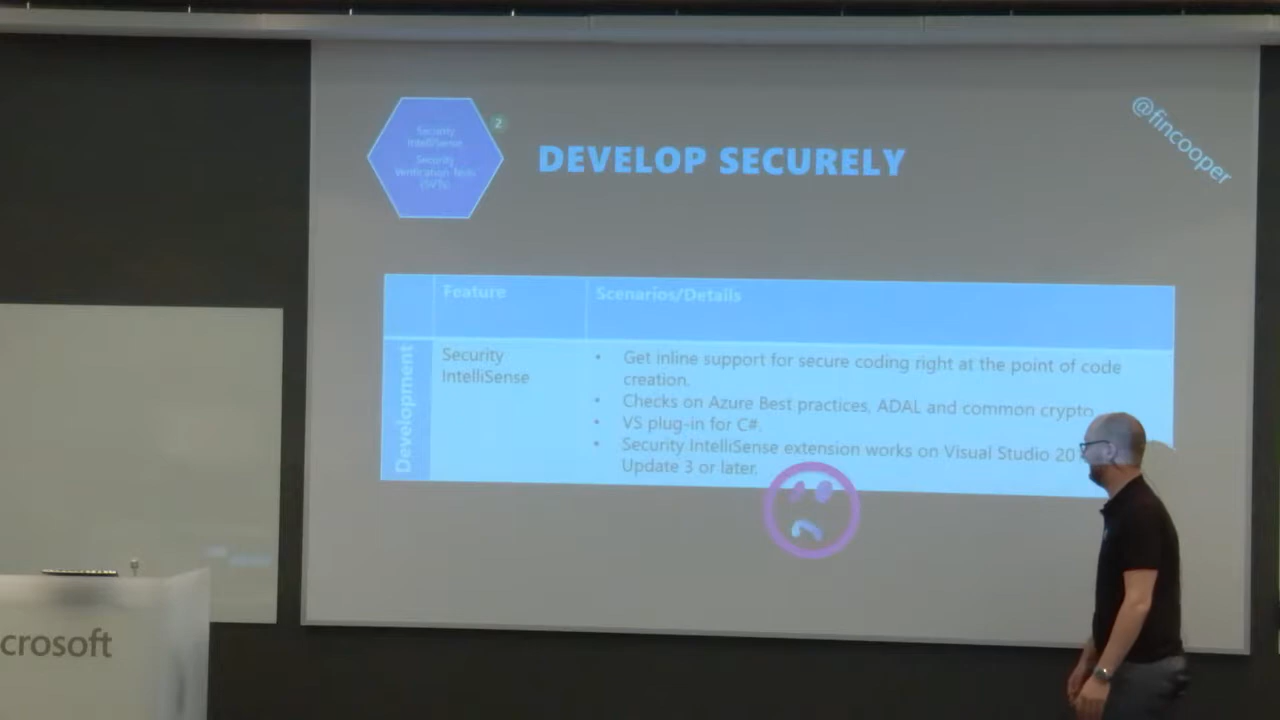 Security
IntelliSense
Security
Verification Tests
(SVTs)
2
DEVELOP SECURELY
@fincooper
Feature
Scenarios/Details
Development
Security
IntelliSense
• Get inline support for secure coding right at the point of code
creation.
• Checks on Azure Best practices, ADAL and common crypto.
• VS plug-in for C#.
• Security IntelliSense extension works on Visual Studio 20
Update 3 or later.
crosoft